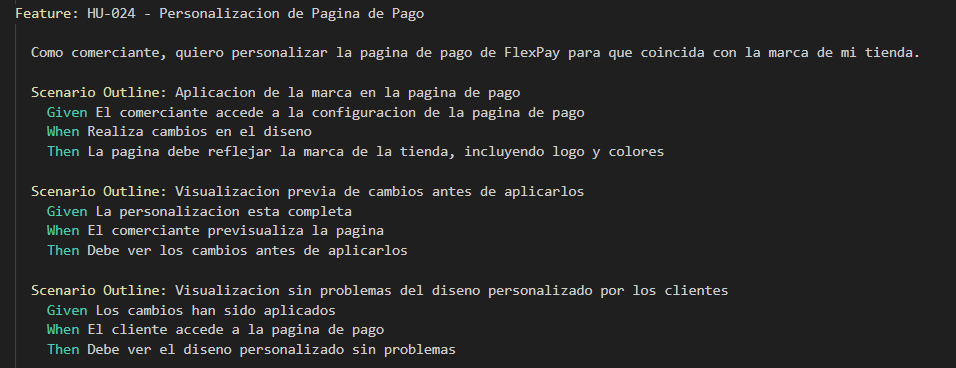 Feature: HU-024 - Personalizacion de Pagina de Pago
Como comerciante, quiero personalizar la pagina de pago de FlexPay para que coincida con la marca de mi tienda.
Scenario Outline: Aplicacion de la marca en la pagina de pago
Given El comerciante accede a la configuracion de la pagina de pago
When Realiza cambios en el diseno
Then La pagina debe reflejar la marca de la tienda, incluyendo logo y colores
Scenario Outline: Visualizacion previa de cambios antes de aplicarlos
Given La personalizacion esta completa
When El comerciante previsualiza la pagina
Then Debe ver los cambios antes de aplicarlos
Scenario Outline: Visualizacion sin problemas del diseno personalizado por los clientes
Given Los cambios han sido aplicados
When El cliente accede a la pagina de pago
Then Debe ver el diseno personalizado sin problemas